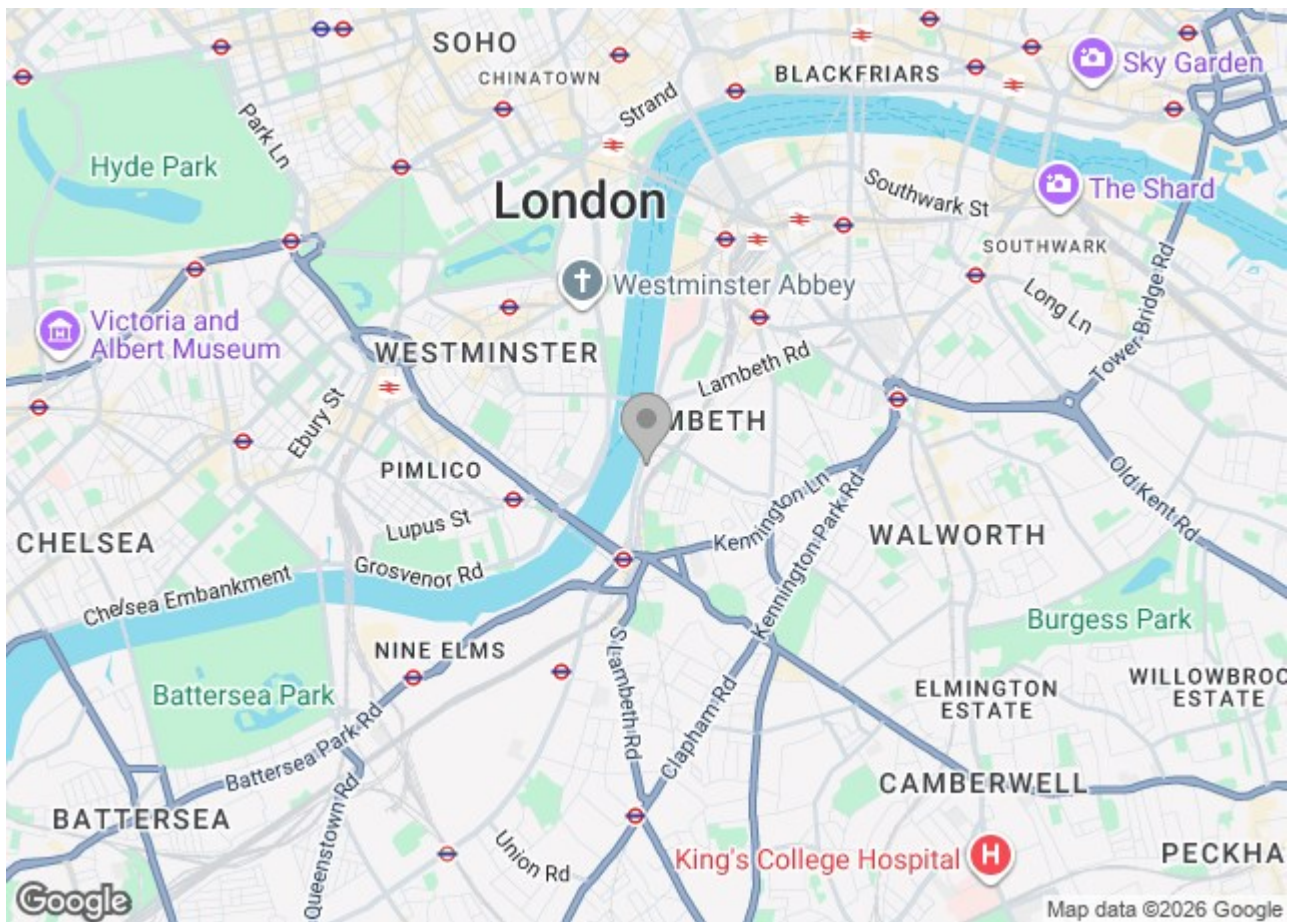 SOHO
CHINATOWN
BLACKFRIARS
Sky Garden
Strand
Park Ln
Hyde Park
London
Southwark St
The Shard
SOUTHWARK
Westminster Abbey
Long Ln
Tower Bridge Rd
Victoria and
Albert Museum
WESTMINSTER
Lambeth Rd
Ebury St
MBETH
PIMLICO
Kennington Ln
Old Kent Rd
Lupus St
Kennington Park Rd
WALWORTH
CHELSEA
Grosvenor Rd
Chelsea Embankment
Burgess Park
NINE ELMS
S Lambeth Rd
Battersea Park
ELMINGTON
ESTATE
WILLOWBROO
ESTATE
Clapham Rd
Battersea Park Rd
CAMBERWELL
BATTERSEA
Queenstown Rd
Union Rd
King's College Hospital
H
PECKHA
Google
Map data ©2026 Google